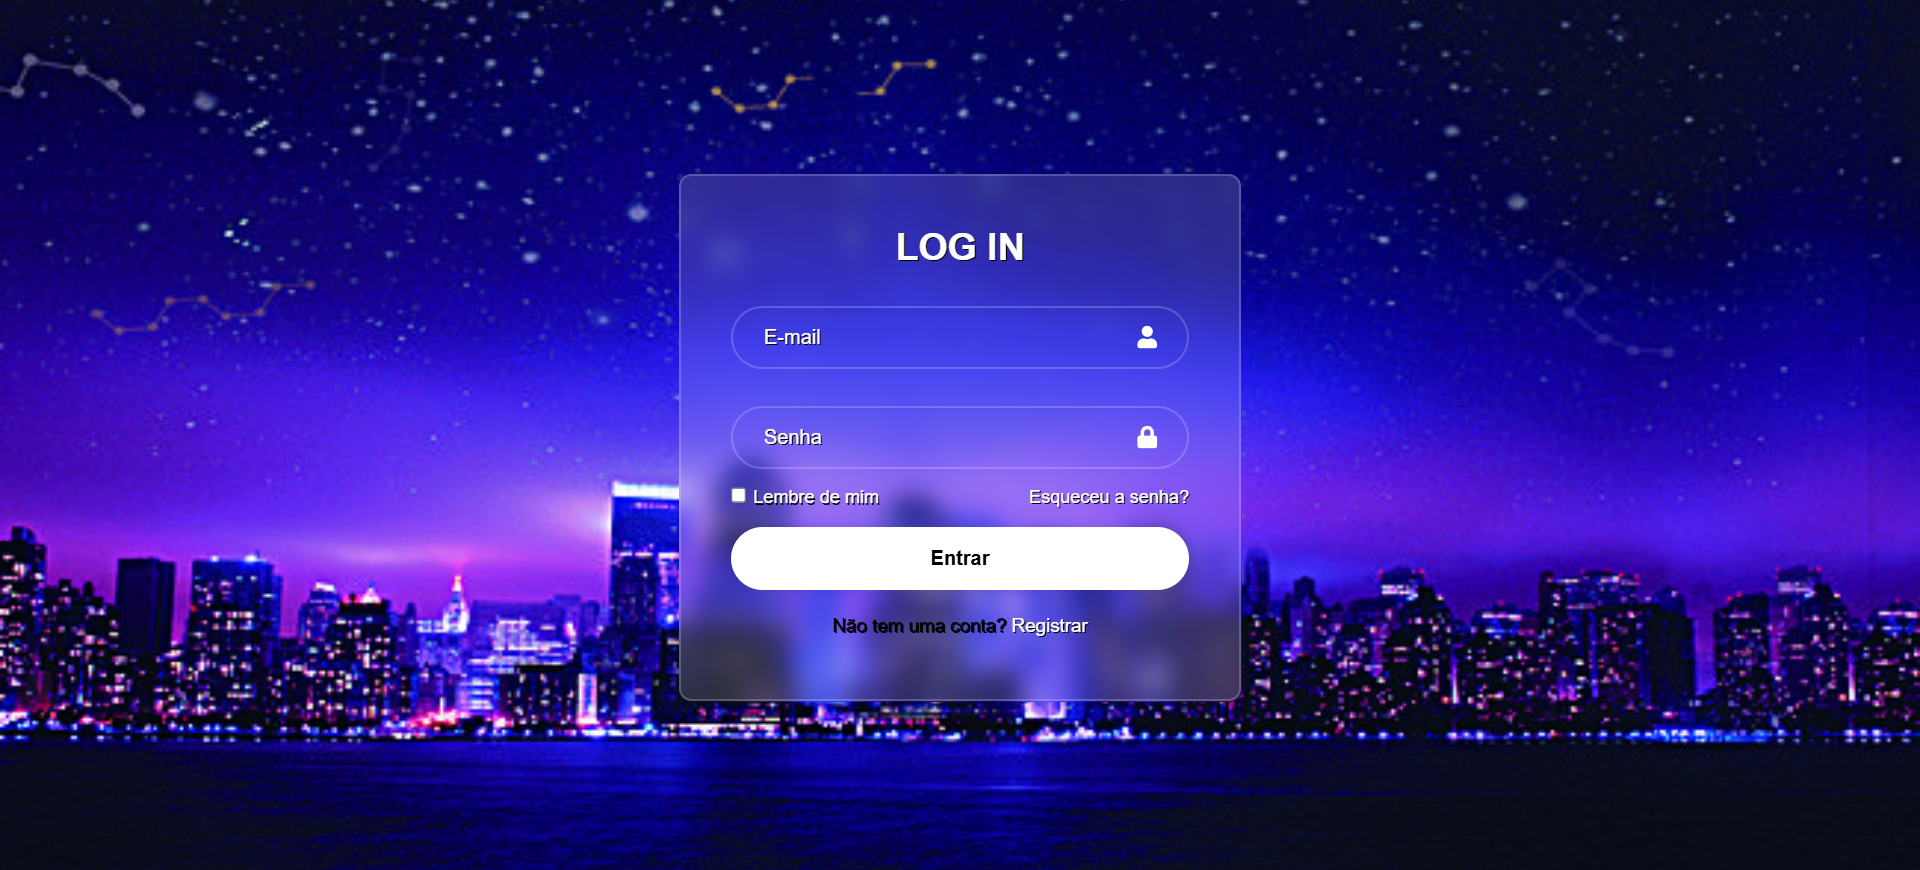 LOG IN
E-mail
Senha
Lembre de mim Esqueceu a senha?
Entrar
Não tem uma conta? Registrar